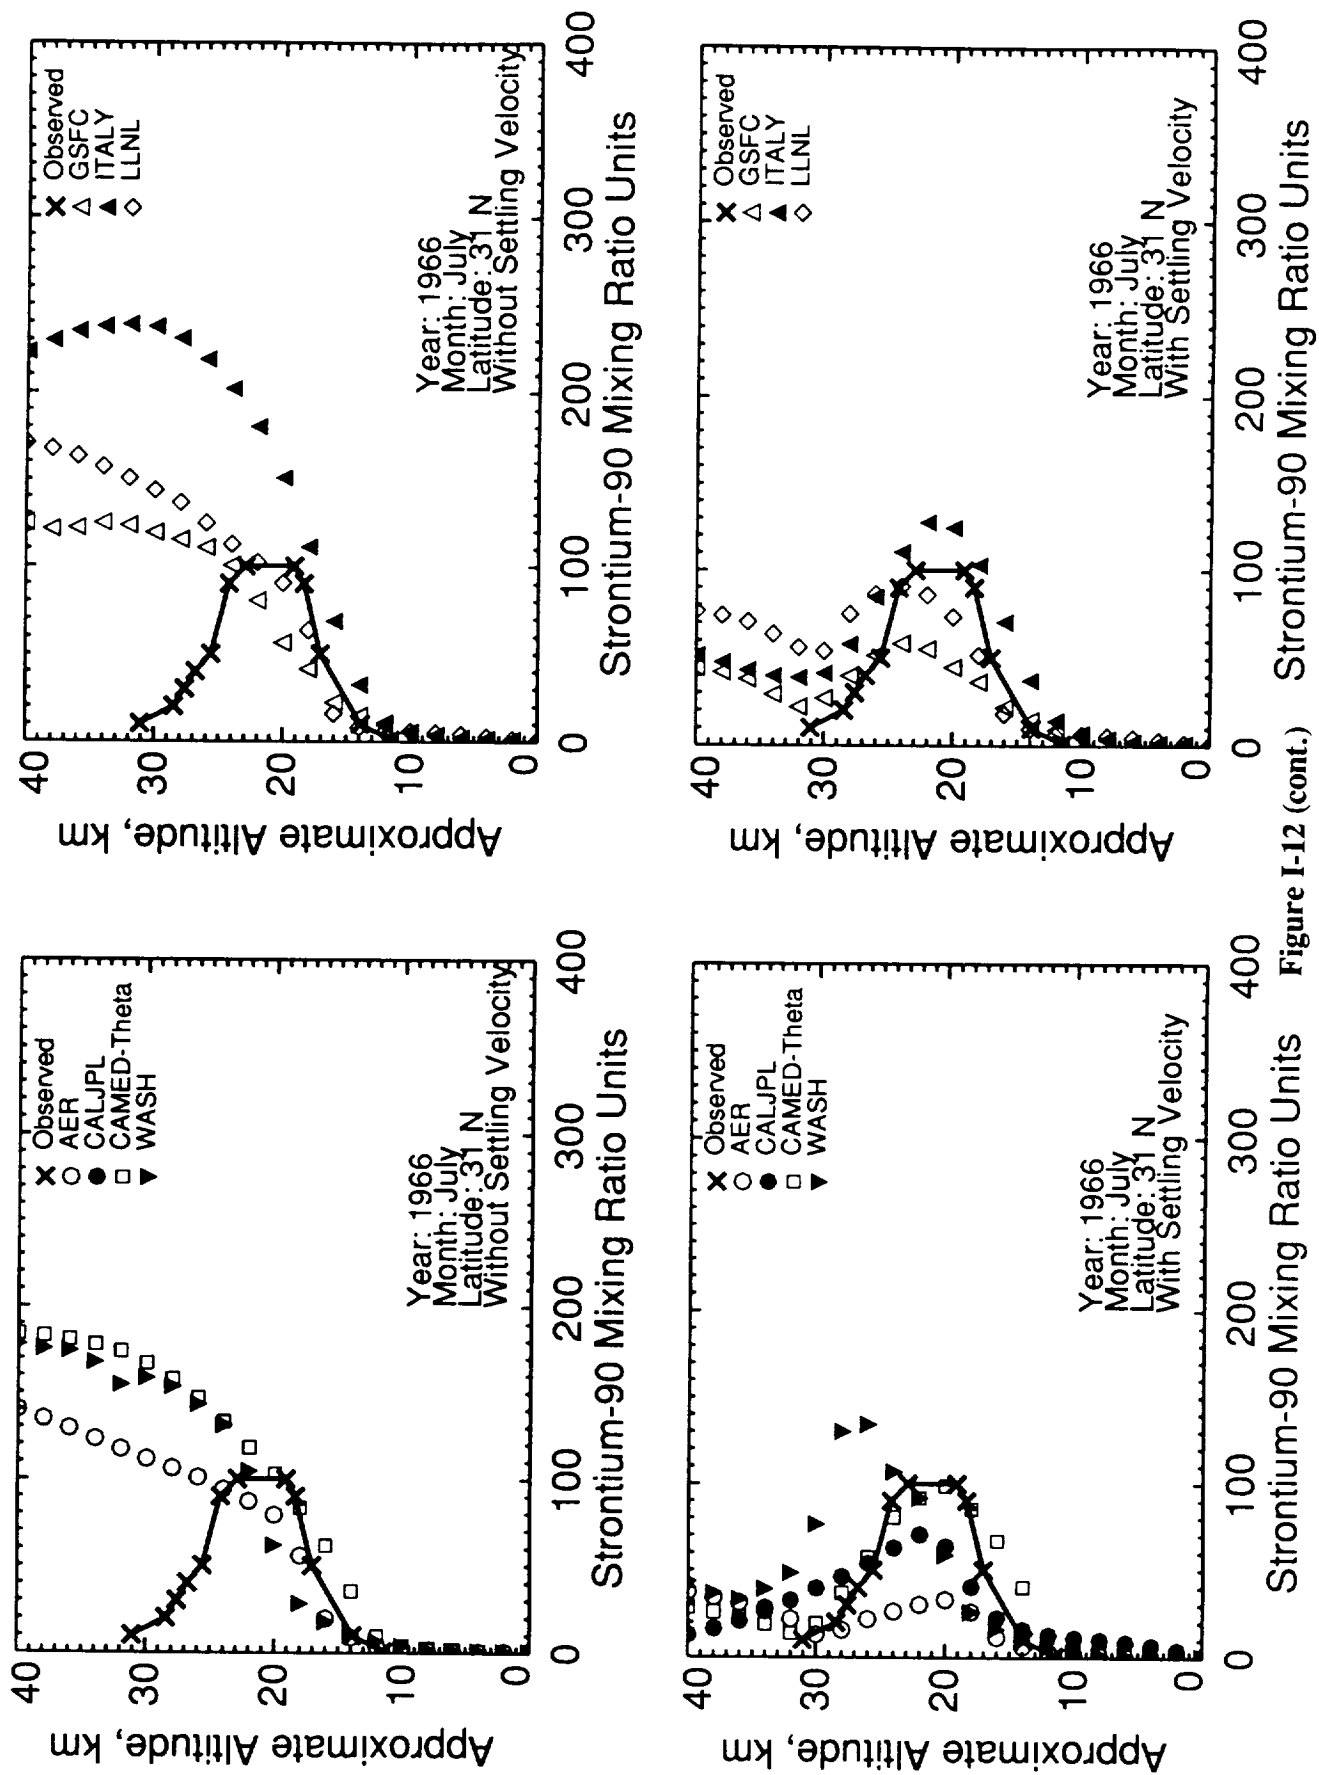 40
30
20
10
0
Approximate Altitude, km
Observed
AER
CALJPL
CAMED-Theta
WASH
Year: 1966
Month: July
Latitude: 31 N
Without Settling Velocity
0
100
200
300
400
Strontium-90 Mixing Ratio Units
40
30
20
10
0
Approximate Altitude, km
Observed
GSFC
ITALY
LLNL
Year: 1966
Month: July
Latitude: 31 N
Without Settling Velocity
0
100
200
300
400
Strontium-90 Mixing Ratio Units
40
30
20
10
0
Approximate Altitude, km
Observed
AER
CALJPL
CAMED-Theta
WASH
Year: 1966
Month: July
Latitude: 31 N
With Settling Velocity
0
100
200
300
400
Strontium-90 Mixing Ratio Units
40
30
20
10
0
Approximate Altitude, km
Observed
GSFC
ITALY
LLNL
Year: 1966
Month: July
Latitude: 31 N
With Settling Velocity
0
100
200
300
400
Strontium-90 Mixing Ratio Units
Figure I-12 (cont.)